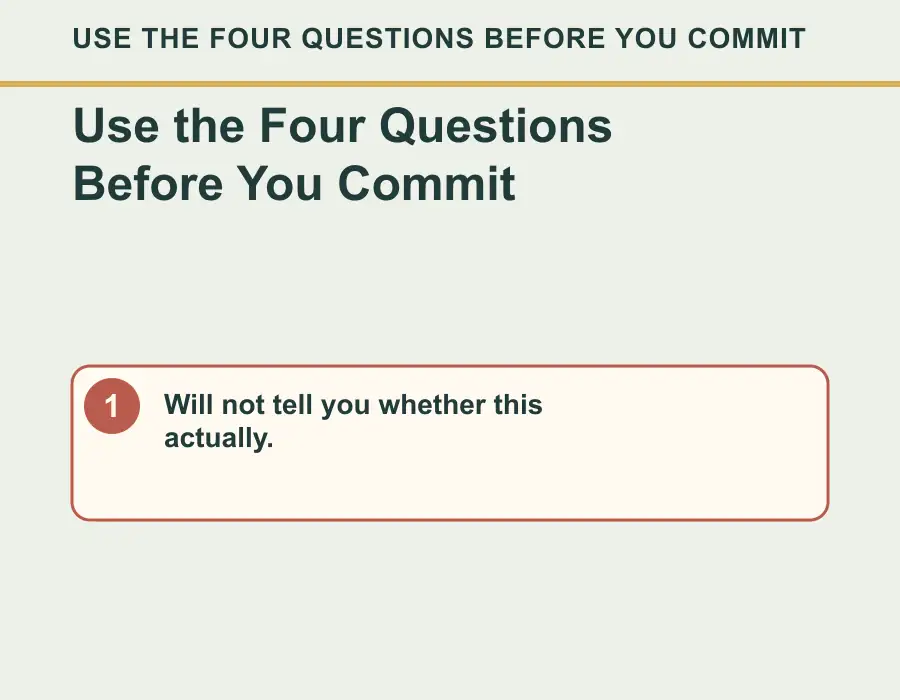 USE THE FOUR QUESTIONS BEFORE YOU COMMIT
Use the Four Questions
Before You Commit
1
Will not tell you whether this
actually.